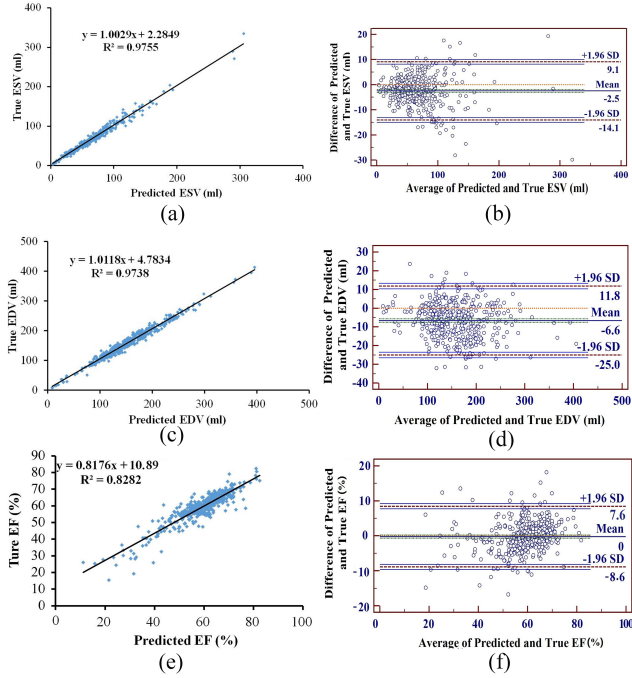 (a)
True ESV (ml)
400
300
200
100
0
y = 1.0029x + 2.2849
R² = 0.9755
0 100 200 300 400
Predicted ESV (ml)
(a)
(b)
Difference of Predicted
and True ESV (ml)
20
15
10
5
0
-5
-10
-15
-20
-25
-30
+1.96 SD
9.1
Mean
-2.5
-1.96 SD
-14.1
0 100 200 300 400
Average of Predicted and True ESV (ml)
(b)
True EDV (ml)
500
400
300
200
100
0
y = 1.0118x + 4.7834
R² = 0.9738
0 100 200 300 400 500
Predicted EDV (ml)
(c)
Difference of Predicted
and True EDV (ml)
30
20
10
0
-10
-20
-30
-40
+1.96 SD
11.8
Mean
-6.6
-1.96 SD
-25.0
0 100 200 300 400 500
Average of Predicted and True EDV (ml)
(d)
Ture EF (%)
90
80
70
60
50
40
30
20
10
0
y = 0.8176x + 10.89
R² = 0.8282
0 20 40 60 80 100
Predicted EF (%)
(e)
Difference of Predicted
and True EF(%)
20
10
0
-10
-20
+1.96 SD
7.6
Mean
0
-1.96 SD
-8.6
0 20 40 60 80 100
Average of Predicted and True EF(%)
(f)